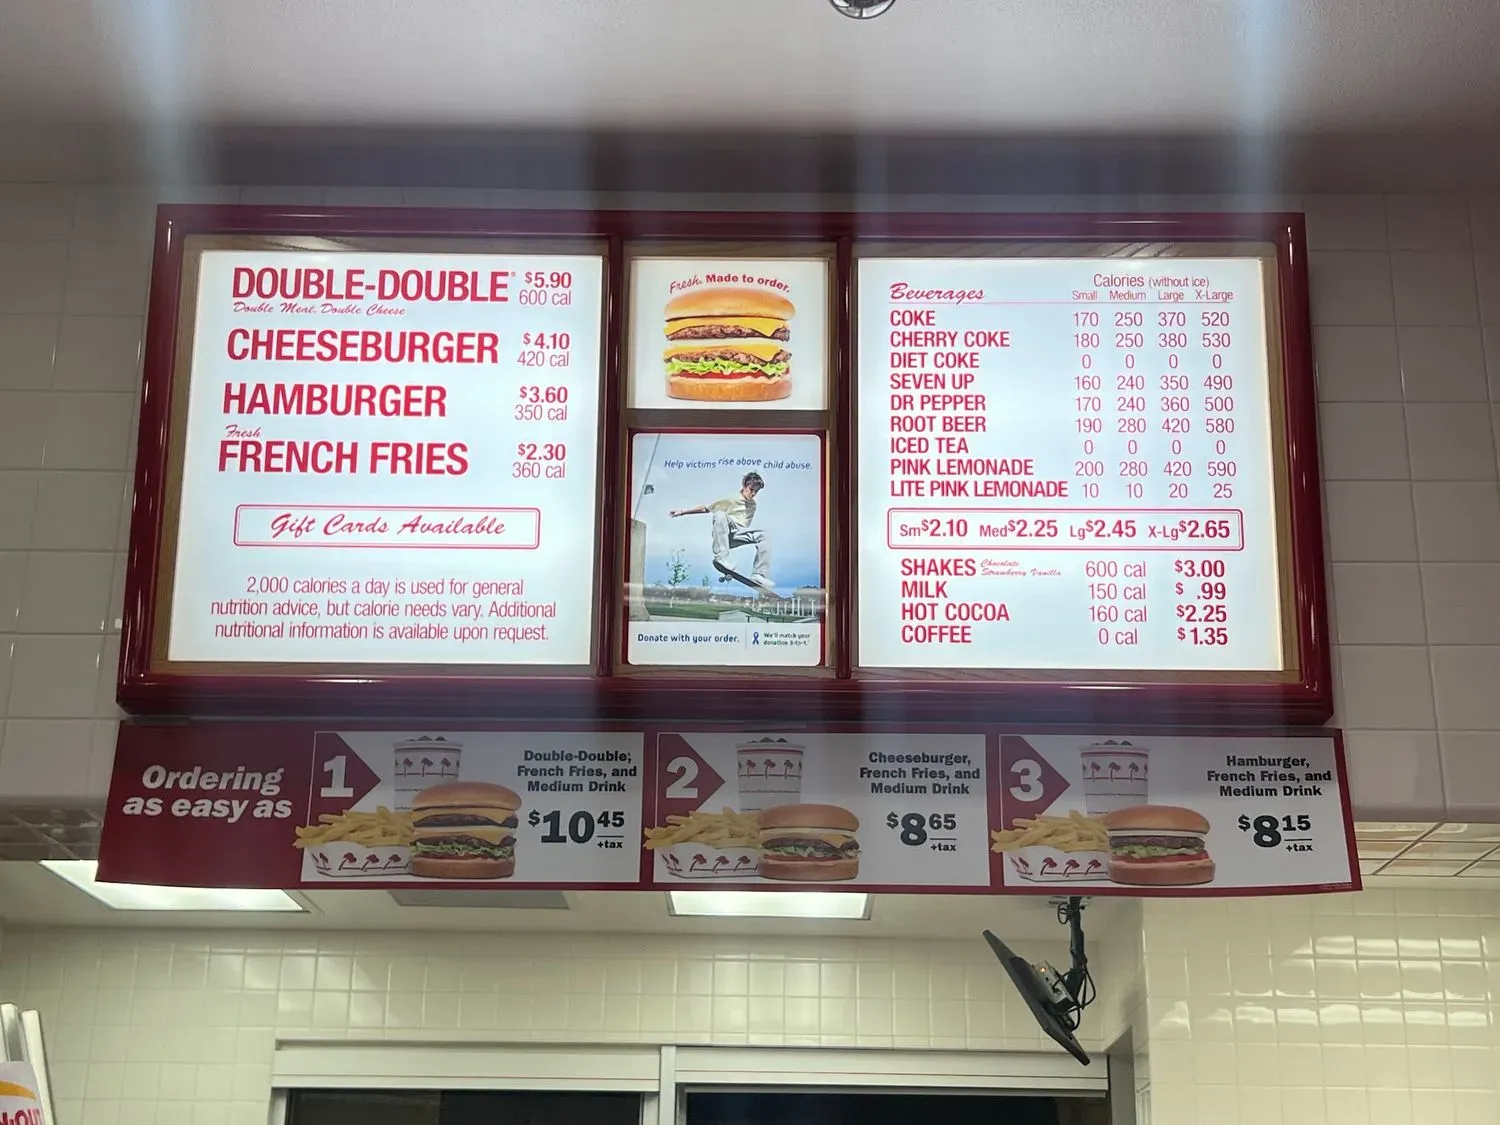 DOUBLE-DOUBLE® $5.90
Double Meat, Double Cheese 600 cal
CHEESEBURGER $4.10
420 cal
HAMBURGER $3.60
350 cal
Fresh
FRENCH FRIES $2.30
360 cal
Gift Cards Available
2,000 calories a day is used for general
nutrition advice, but calorie needs vary. Additional
nutritional information is available upon request.
Fresh. Made to order.
Help victims rise above child abuse.
Donate with your order.
We'll match your
donation 3-to-1.
Calories (without ice)
Beverages Small Medium Large X-Large
COKE 170 250 370 520
CHERRY COKE 180 250 380 530
DIET COKE 0 0 0 0
SEVEN UP 160 240 350 490
DR PEPPER 170 240 360 500
ROOT BEER 190 280 420 580
ICED TEA 0 0 0 0
PINK LEMONADE 200 280 420 590
LITE PINK LEMONADE 10 10 20 25
Sm$2.10 Med$2.25 Lg$2.45 X-Lg$2.65
SHAKES Chocolate Strawberry Vanilla 600 cal $3.00
MILK 150 cal $ .99
HOT COCOA 160 cal $2.25
COFFEE 0 cal $1.35
Ordering
as easy as
1
Double-Double,®
French Fries, and
Medium Drink
$10 45
+tax
2
Cheeseburger,
French Fries, and
Medium Drink
$8 65
+tax
3
Hamburger,
French Fries, and
Medium Drink
$8 15
+tax